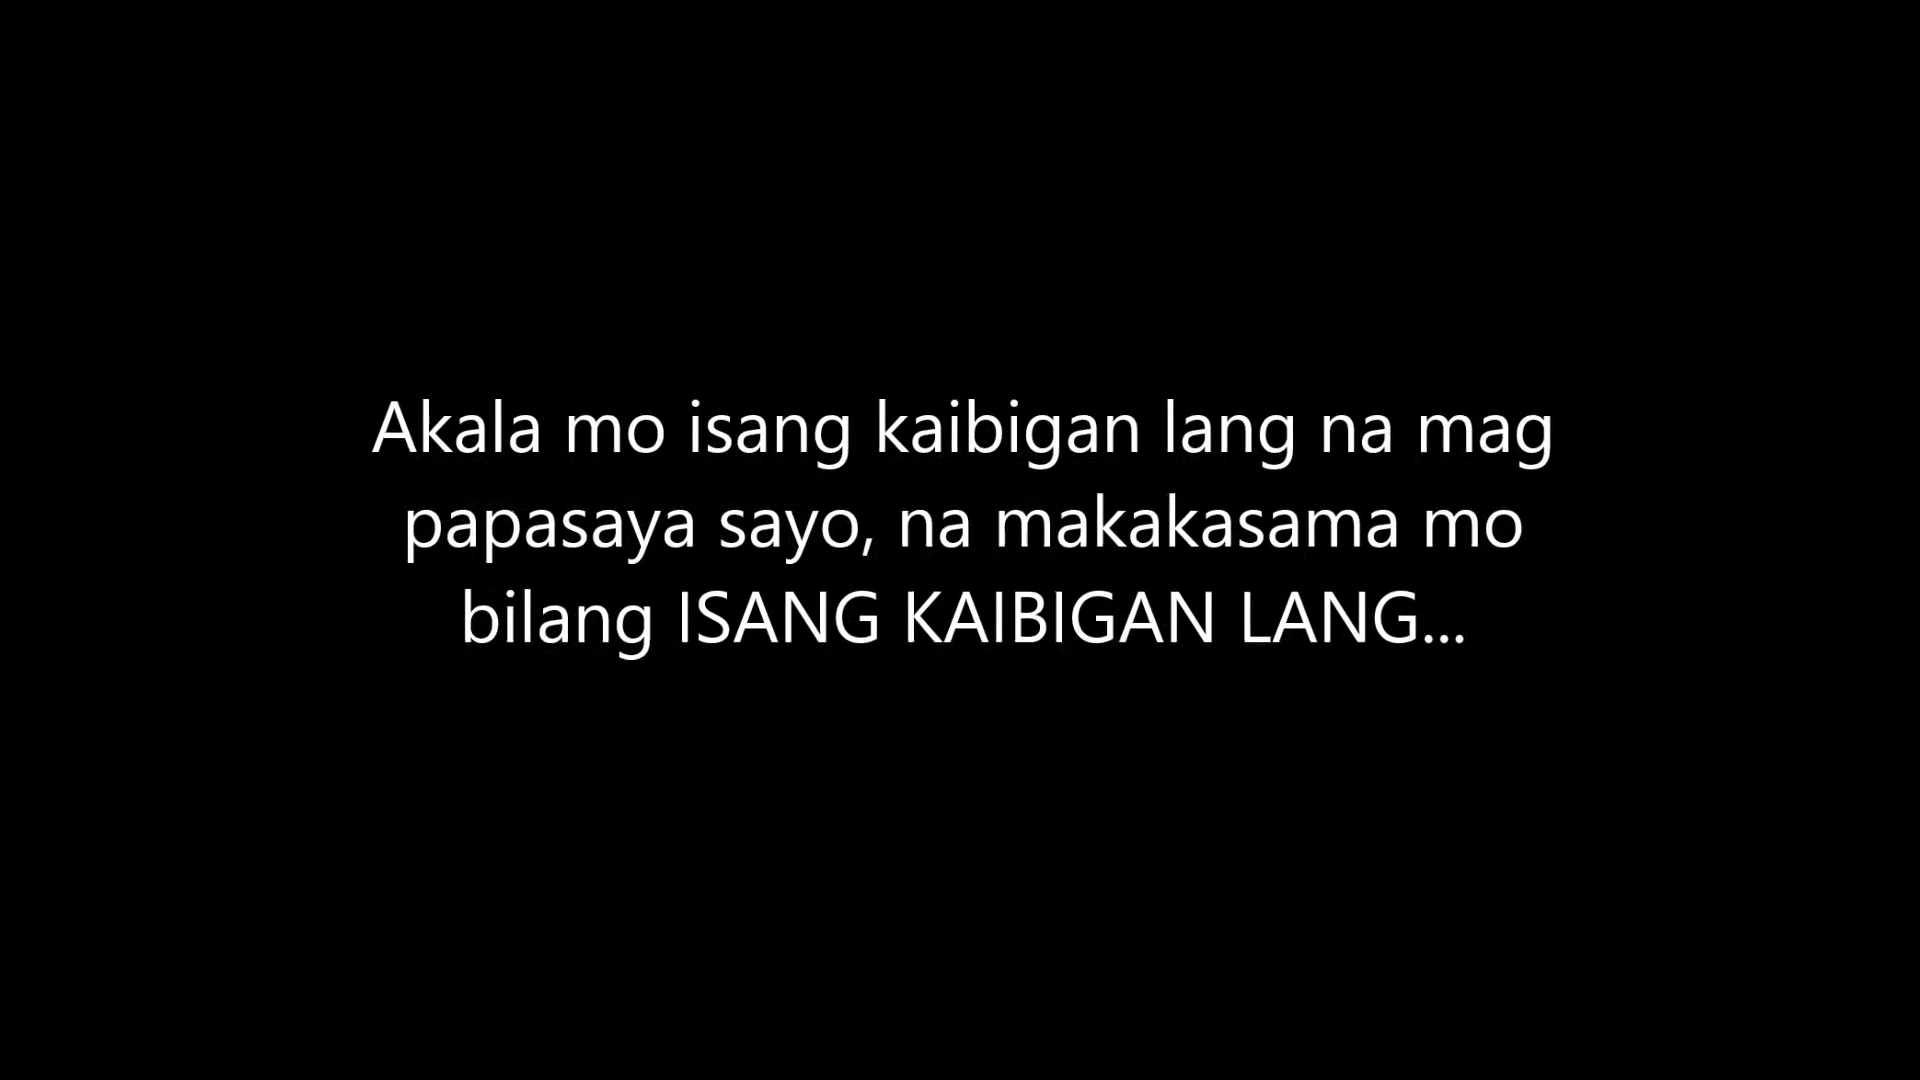 Akala mo isang kaibigan lang na mag
papasaya sayo, na makakasama mo
bilang ISANG KAIBIGAN LANG...